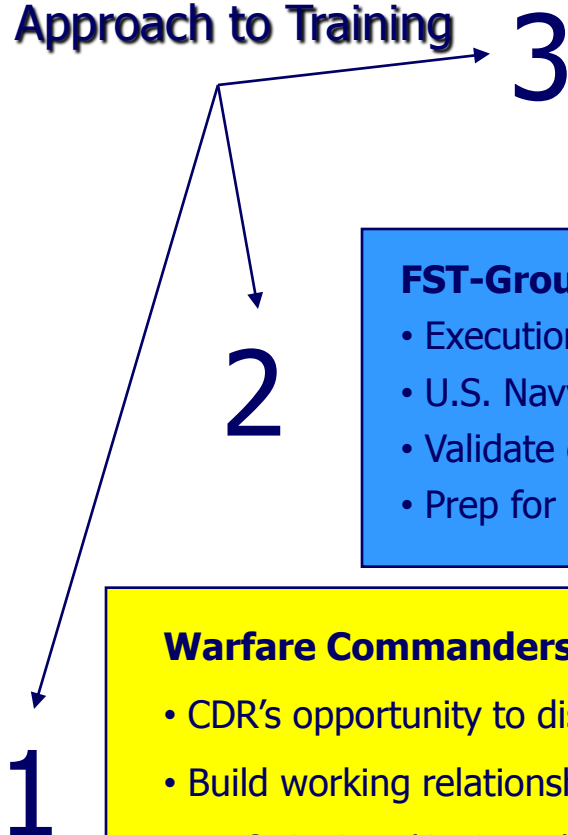 Approach to Training
3
2
FST-Grou
• Execution
• U.S. Nav
• Validate
• Prep for
1
Warfare Commanders
• CDR’s opportunity to dis
• Build working relationsh